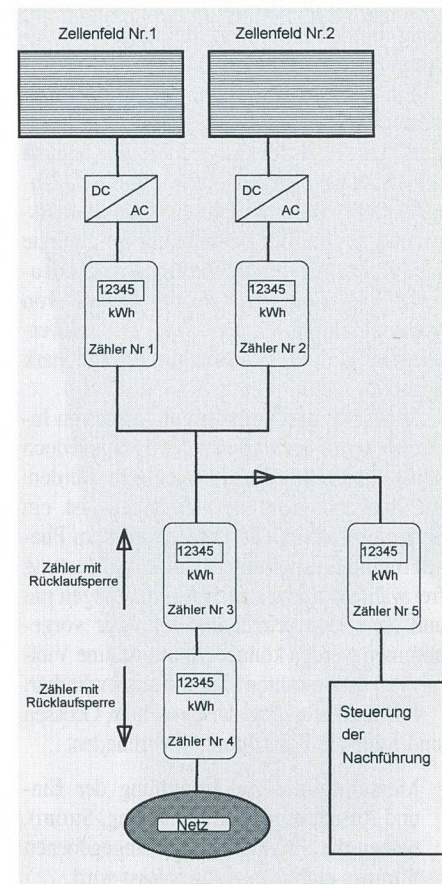 Zellenfeld Nr.1
Zellenfeld Nr.2
DC
AC
DC
AC
12345
kWh
Zähler Nr 1
12345
kWh
Zähler Nr 2
Zähler mit
Rücklaufsperre
12345
kWh
Zähler Nr 3
12345
kWh
Zähler Nr 5
Zähler mit
Rücklaufsperre
12345
kWh
Zähler Nr 4
Steuerung
der
Nachführung
Netz